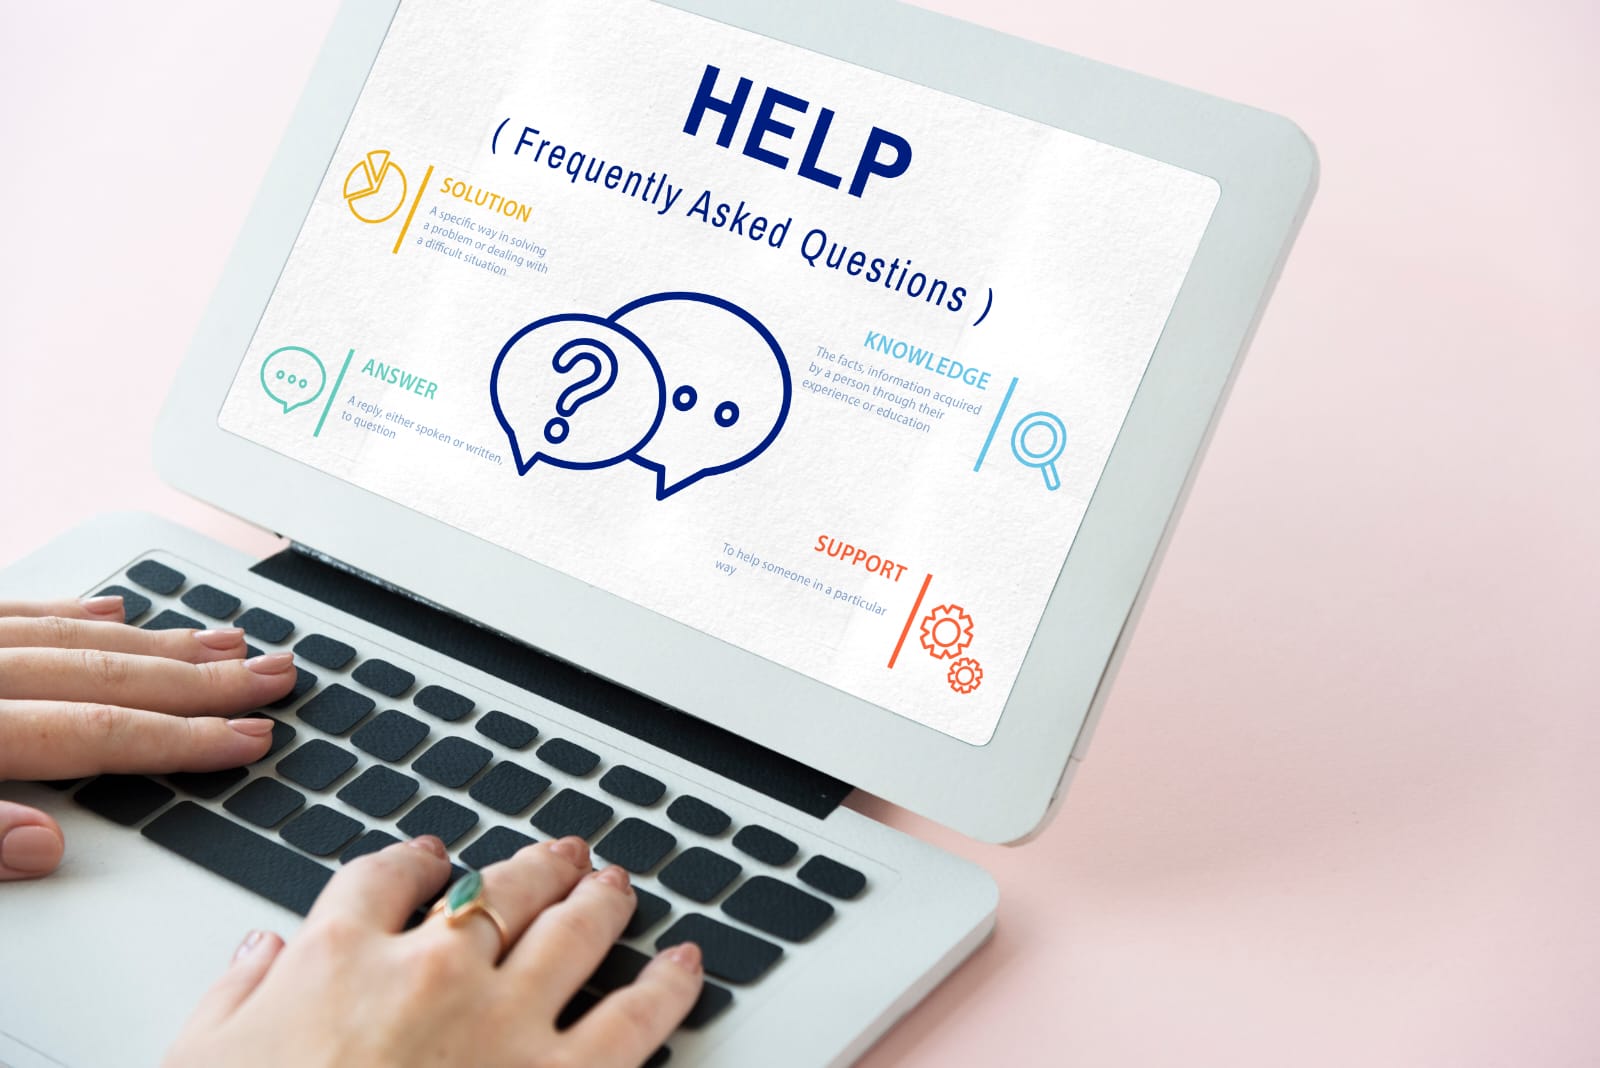 HELP
( Frequently Asked Questions )
SOLUTION
A specific way in solving
a problem or dealing with
a difficult situation
ANSWER
A reply, either spoken or written,
to question
KNOWLEDGE
The facts, information acquired
by a person through their
experience or education
SUPPORT
To help someone in a particular
way